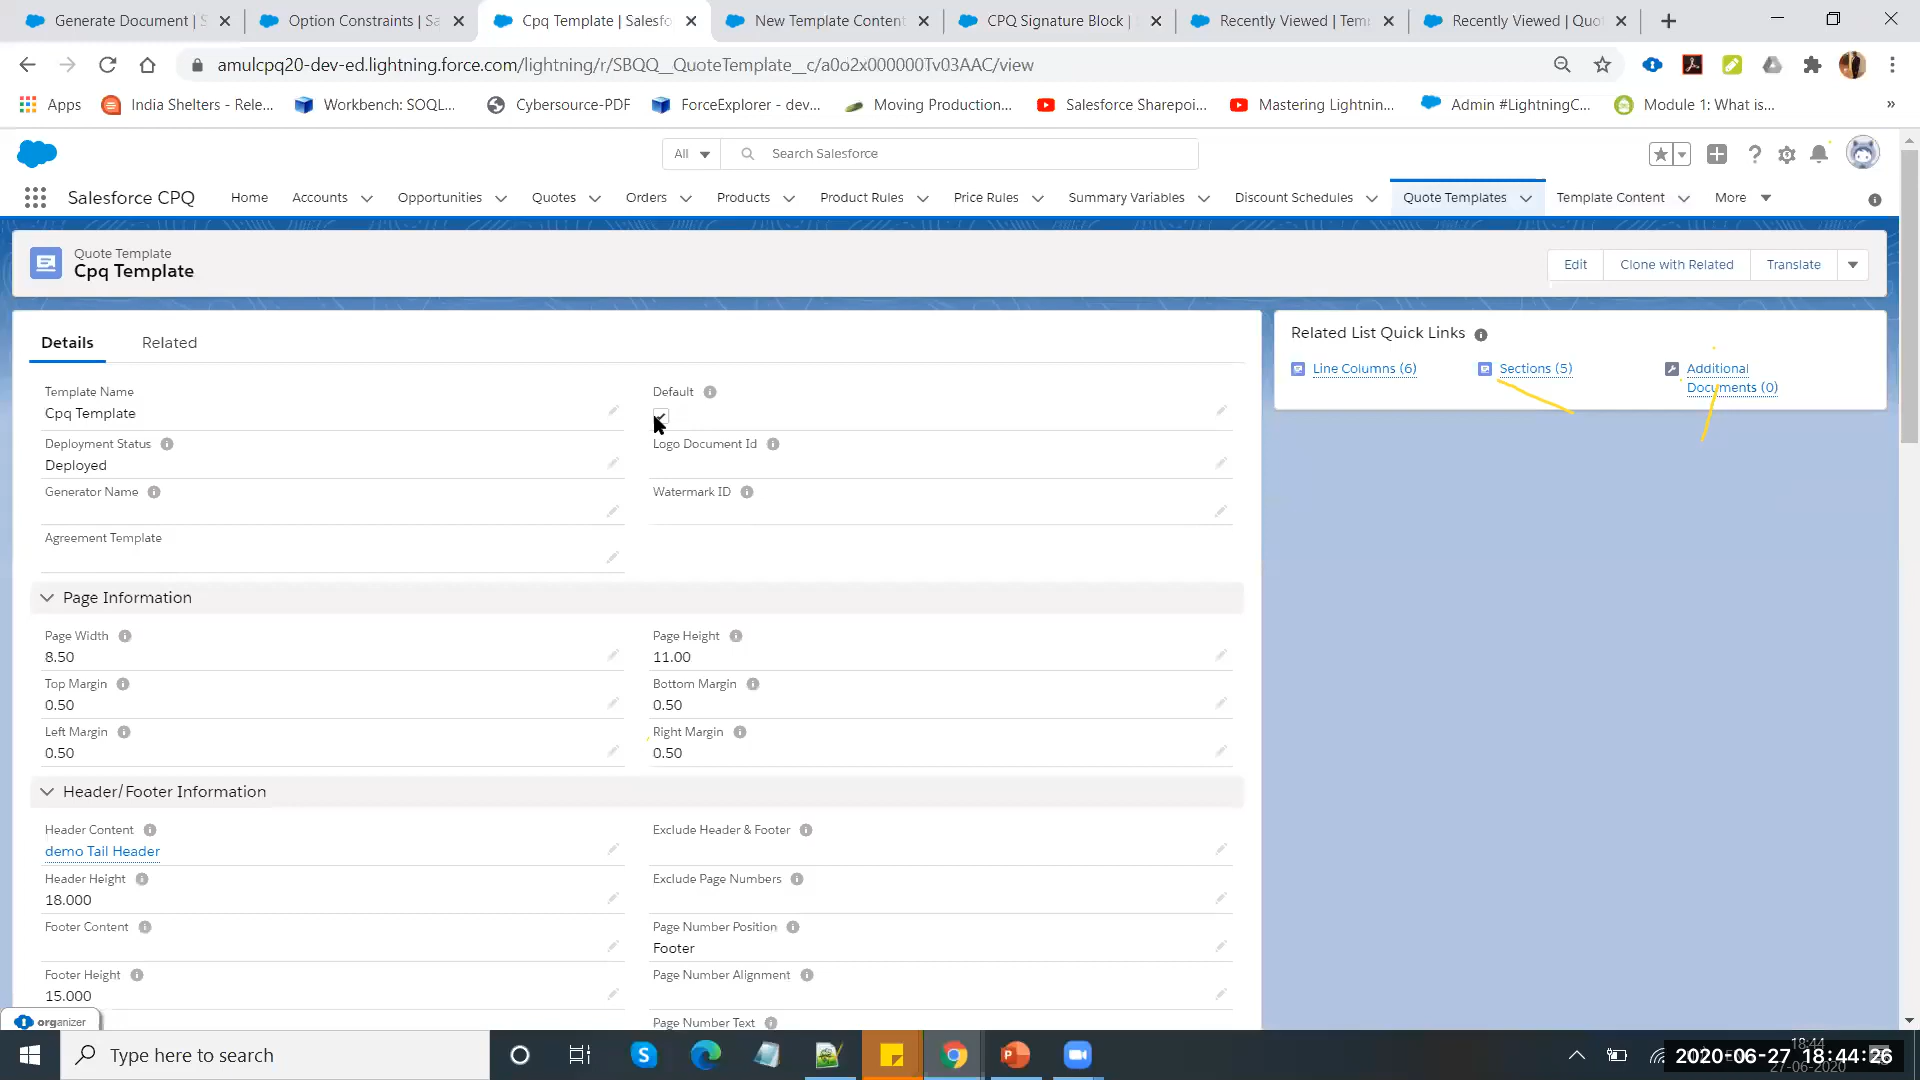 Generate Document | S
Option Constraints | Sa
Cpq Template | Salesfo
New Template Content
CPQ Signature Block |
Recently Viewed | Tem
Recently Viewed | Quot
amulcpq20-dev-ed.lightning.force.com/lightning/r/SBQQ__QuoteTemplate__c/a0o2x000000Tv03AAC/view
Apps
India Shelters - Rele...
Workbench: SOQL...
Cybersource-PDF
ForceExplorer - dev...
Moving Production...
Salesforce Sharepoi...
Mastering Lightnin...
Admin #LightningC...
Module 1: What is...
»
All
Search Salesforce
Salesforce CPQ
Home
Accounts
Opportunities
Quotes
Orders
Products
Product Rules
Price Rules
Summary Variables
Discount Schedules
Quote Templates
Template Content
More
Quote Template
Cpq Template
Edit
Clone with Related
Translate
Details
Related
Related List Quick Links
Line Columns (6)
Sections (5)
Additional
Documents (0)
Template Name
Cpq Template
Default
Deployment Status
Deployed
Logo Document Id
Generator Name
Watermark ID
Agreement Template
Page Information
Page Width
8.50
Page Height
11.00
Top Margin
0.50
Bottom Margin
0.50
Left Margin
0.50
Right Margin
0.50
Header/Footer Information
Header Content
demo Tail Header
Exclude Header & Footer
Header Height
18.000
Exclude Page Numbers
Footer Content
Page Number Position
Footer
Footer Height
15.000
Page Number Alignment
Page Number Text
organizer
Type here to search
18:44
2020-06-27 18:44:26
27-06-2020